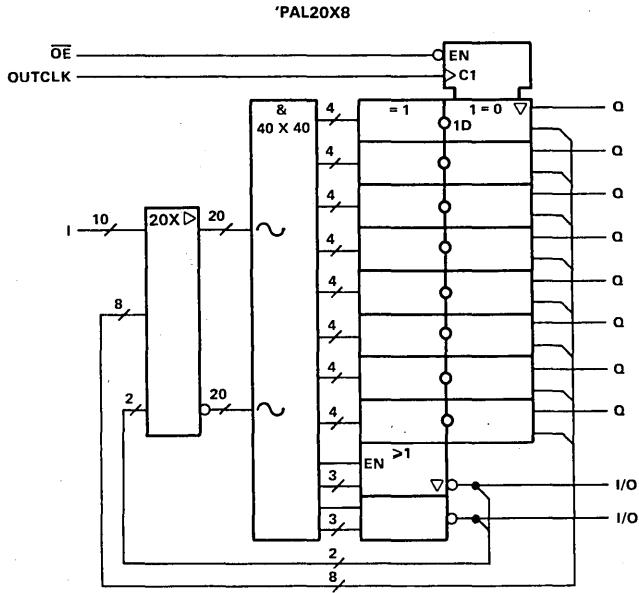 'PAL20X8
OE
EN
OUTCLK
C1
&
40 X 40
4
= 1
1 = 0
Q
1D
4
Q
4
Q
10
20X
20
I
4
Q
4
Q
8
4
Q
4
Q
2
20
4
Q
≥1
EN
3
I/O
3
I/O
2
8